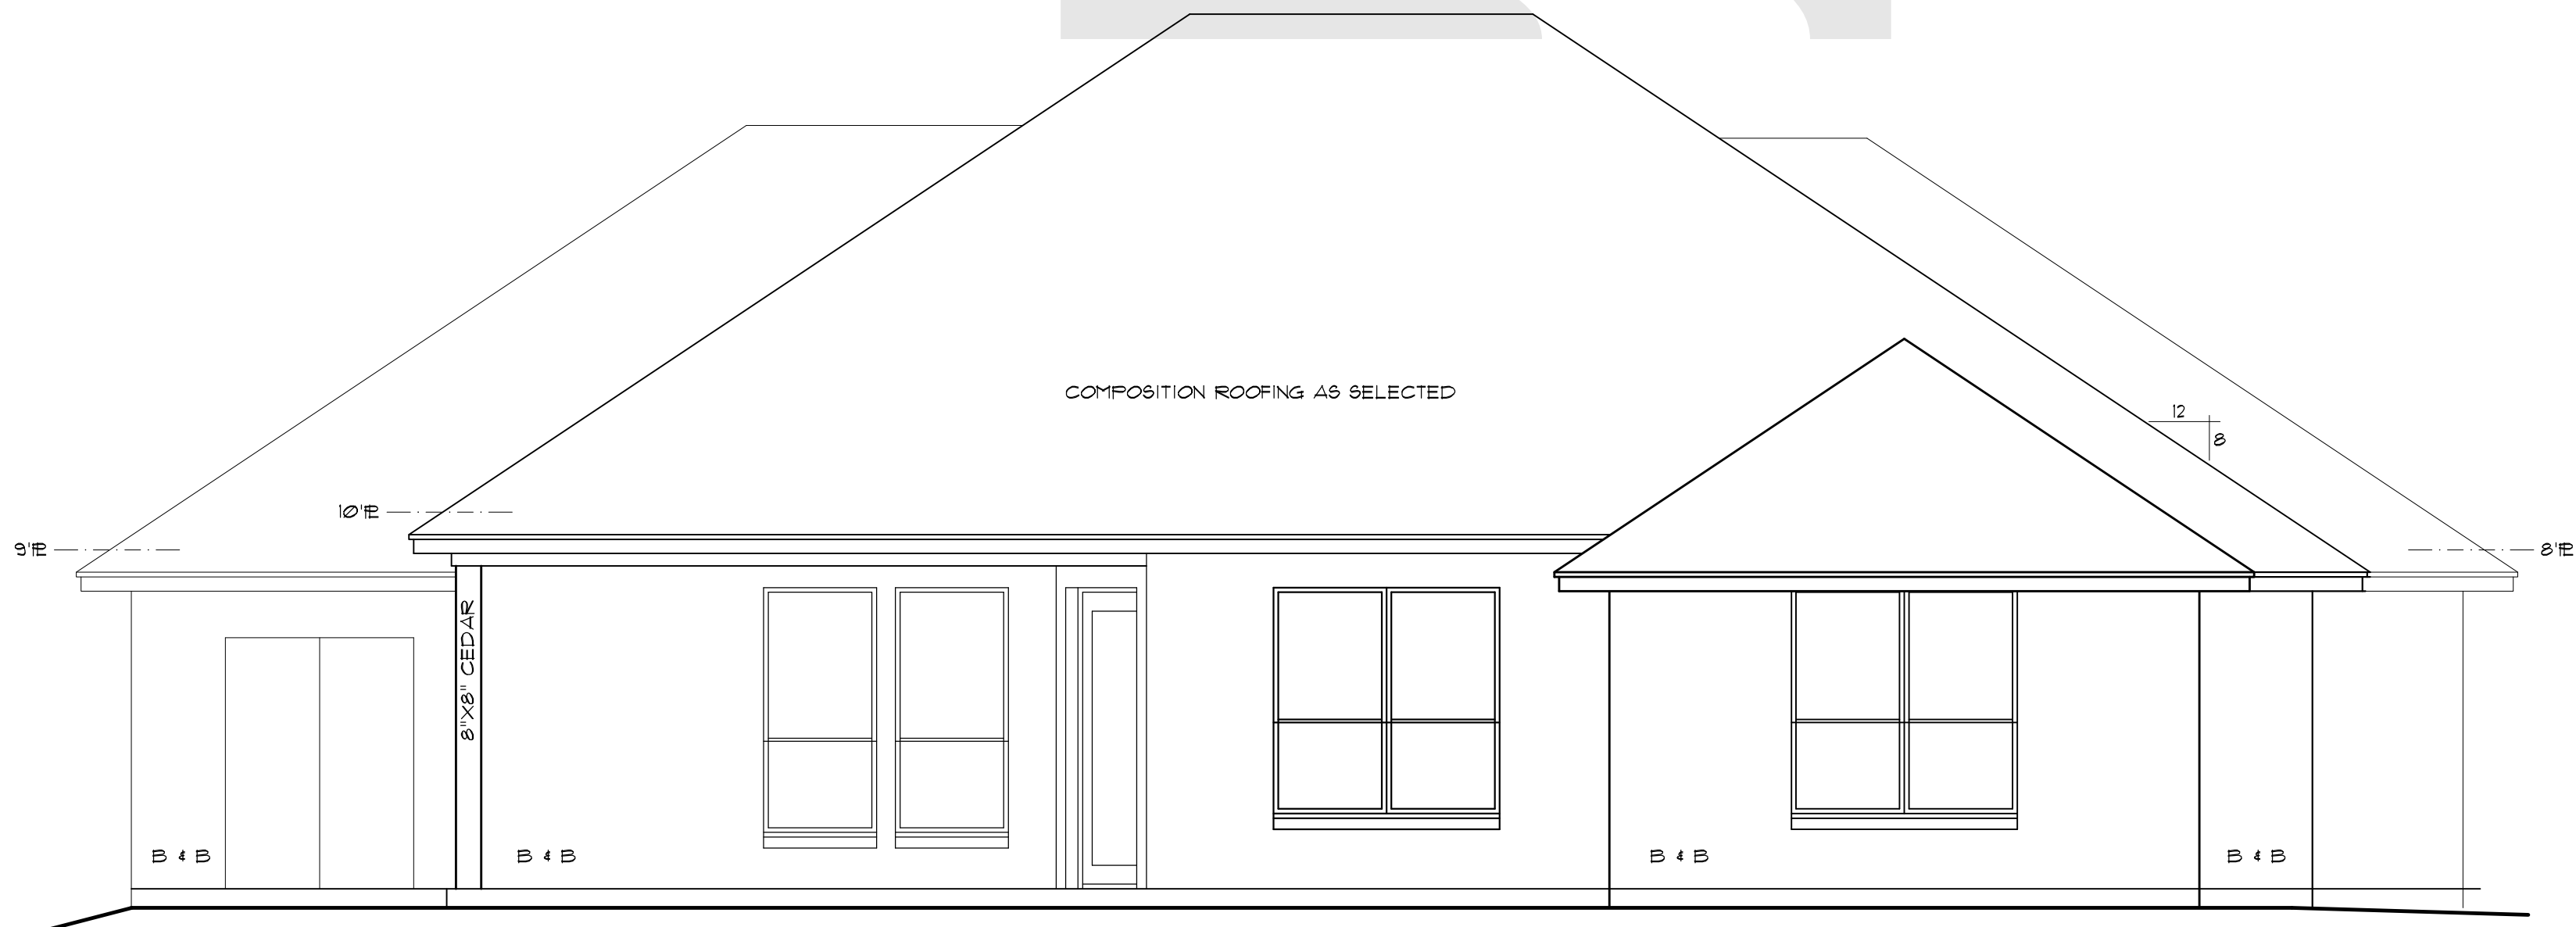 COMPOSITION ROOFING AS SELECTED
12
8
10' PL
9' PL
8' PL
8"X8" CEDAR
B & B
B & B
B & B
B & B